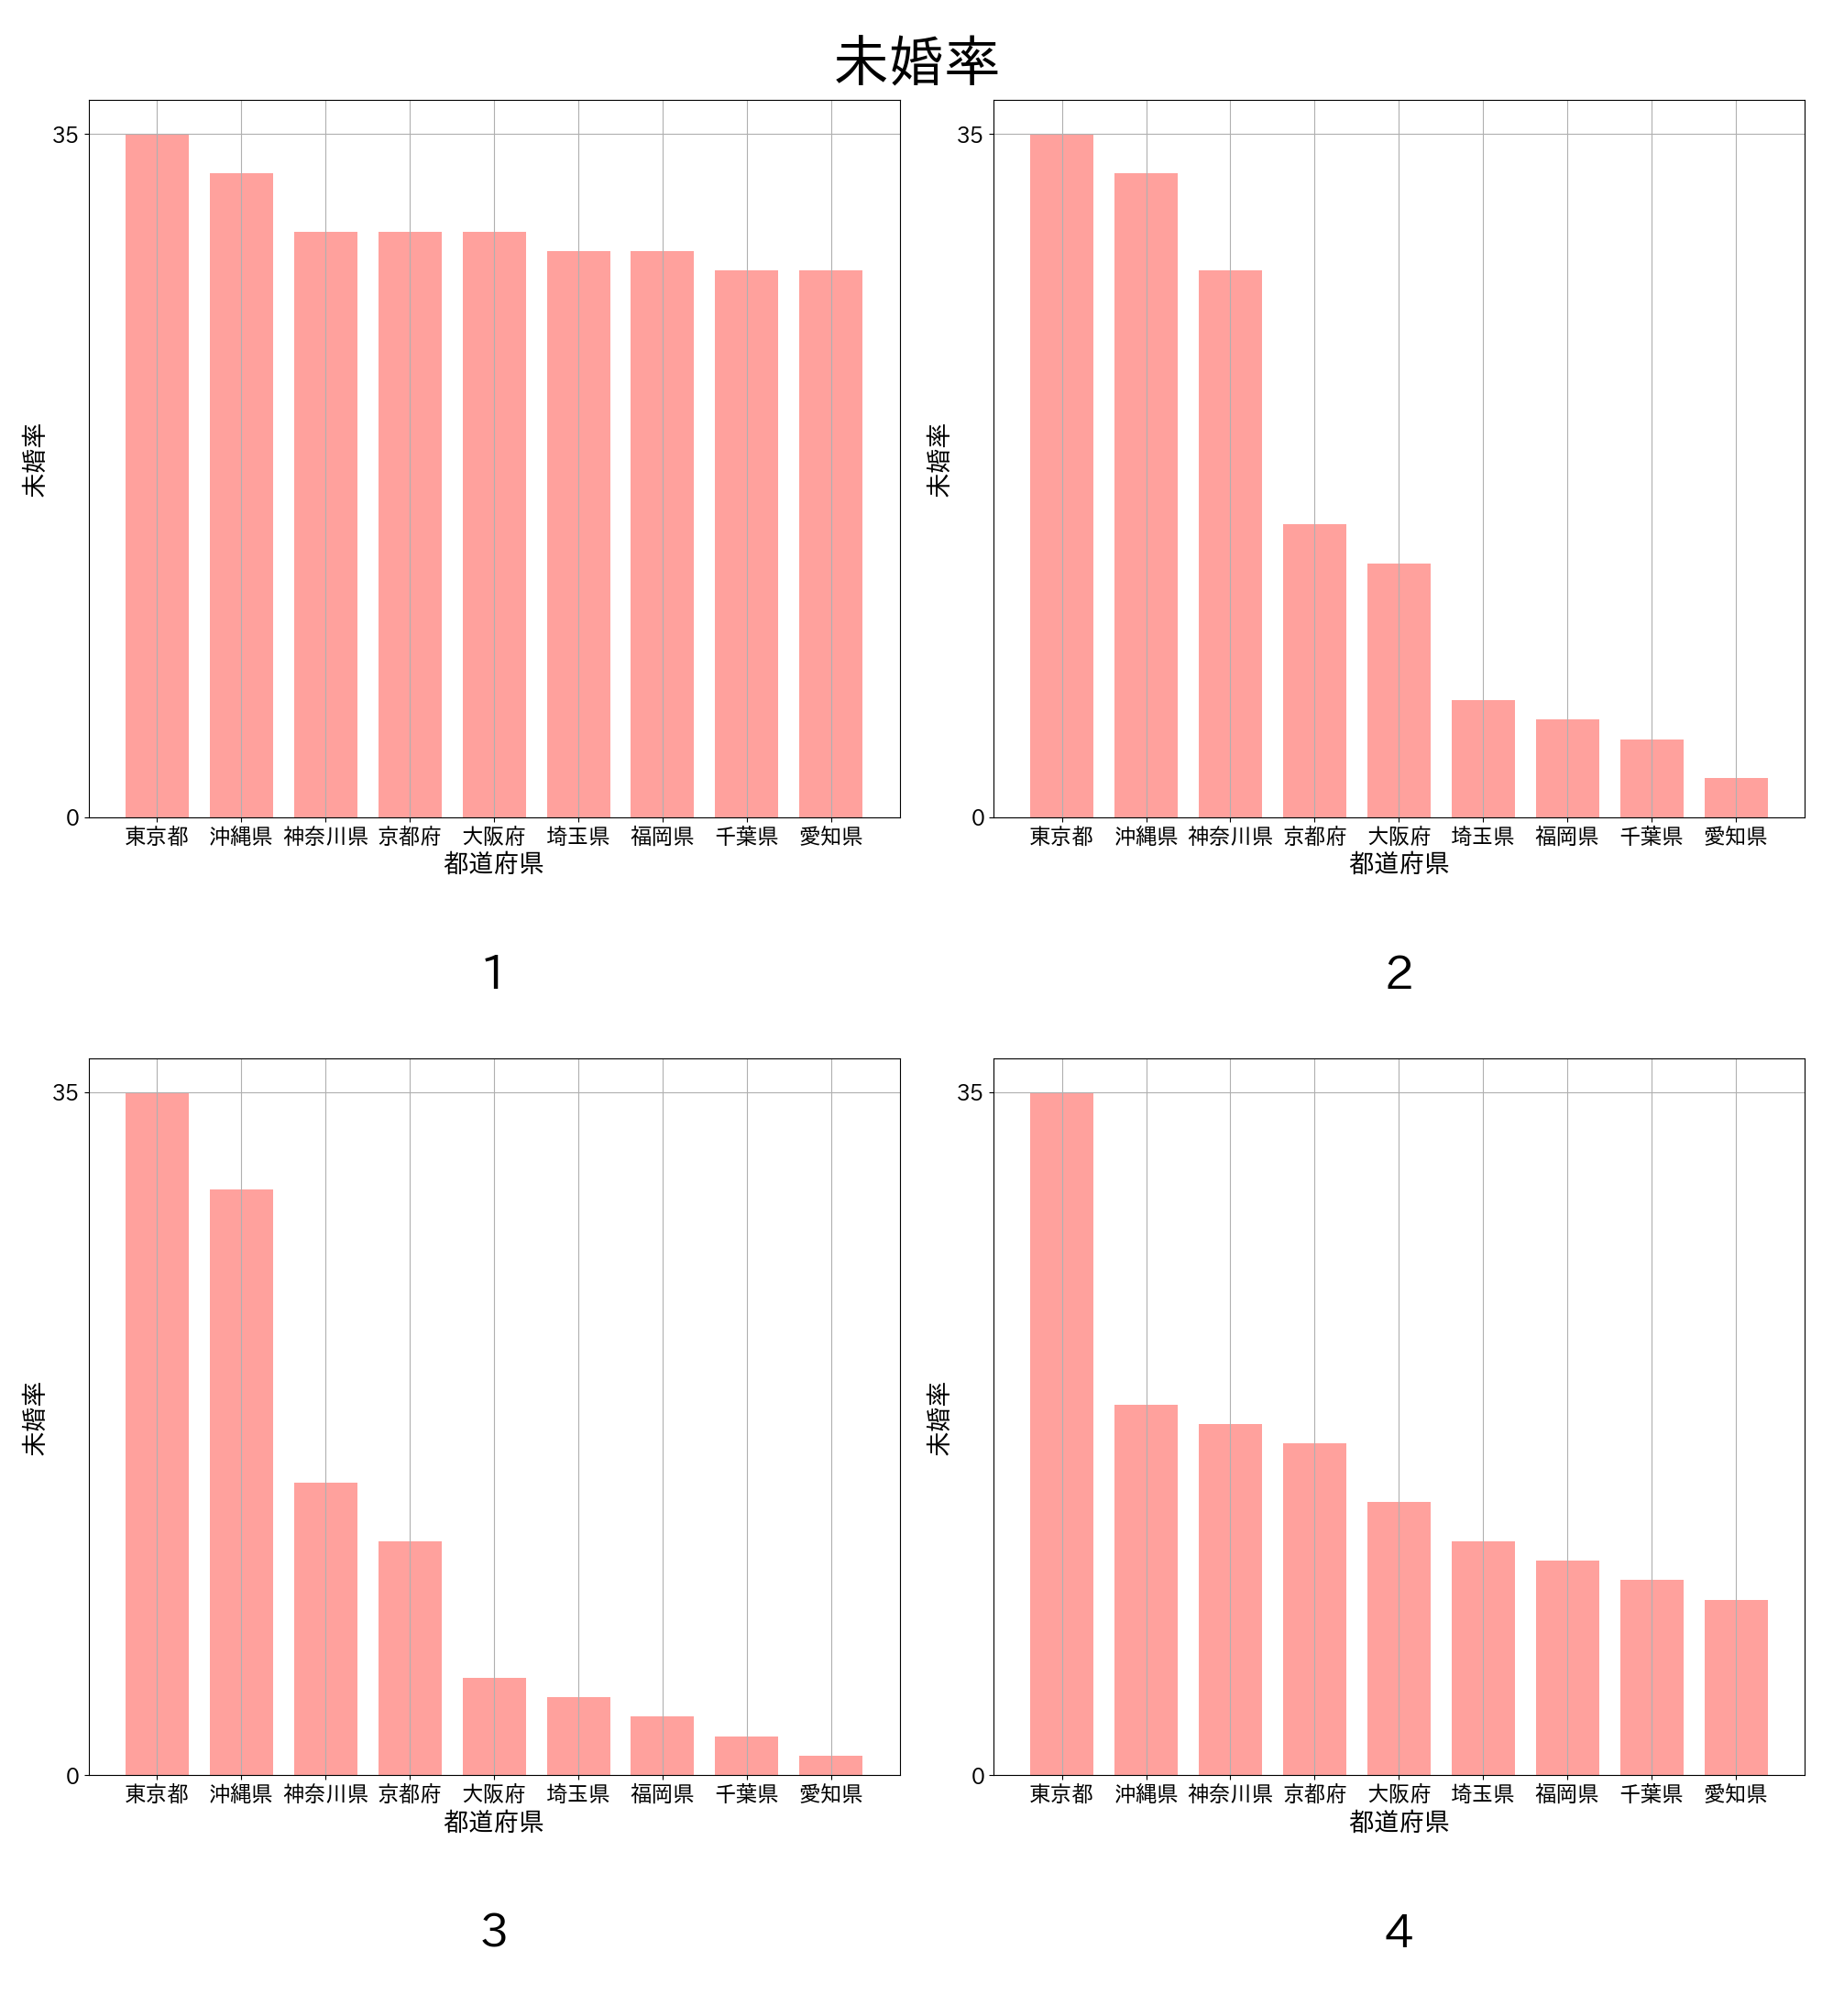 未婚率
35
0
未婚率
東京都 沖縄県 神奈川県 京都府 大阪府 埼玉県 福岡県 千葉県 愛知県
都道府県
1
35
0
未婚率
東京都 沖縄県 神奈川県 京都府 大阪府 埼玉県 福岡県 千葉県 愛知県
都道府県
2
35
0
未婚率
東京都 沖縄県 神奈川県 京都府 大阪府 埼玉県 福岡県 千葉県 愛知県
都道府県
3
35
0
未婚率
東京都 沖縄県 神奈川県 京都府 大阪府 埼玉県 福岡県 千葉県 愛知県
都道府県
4